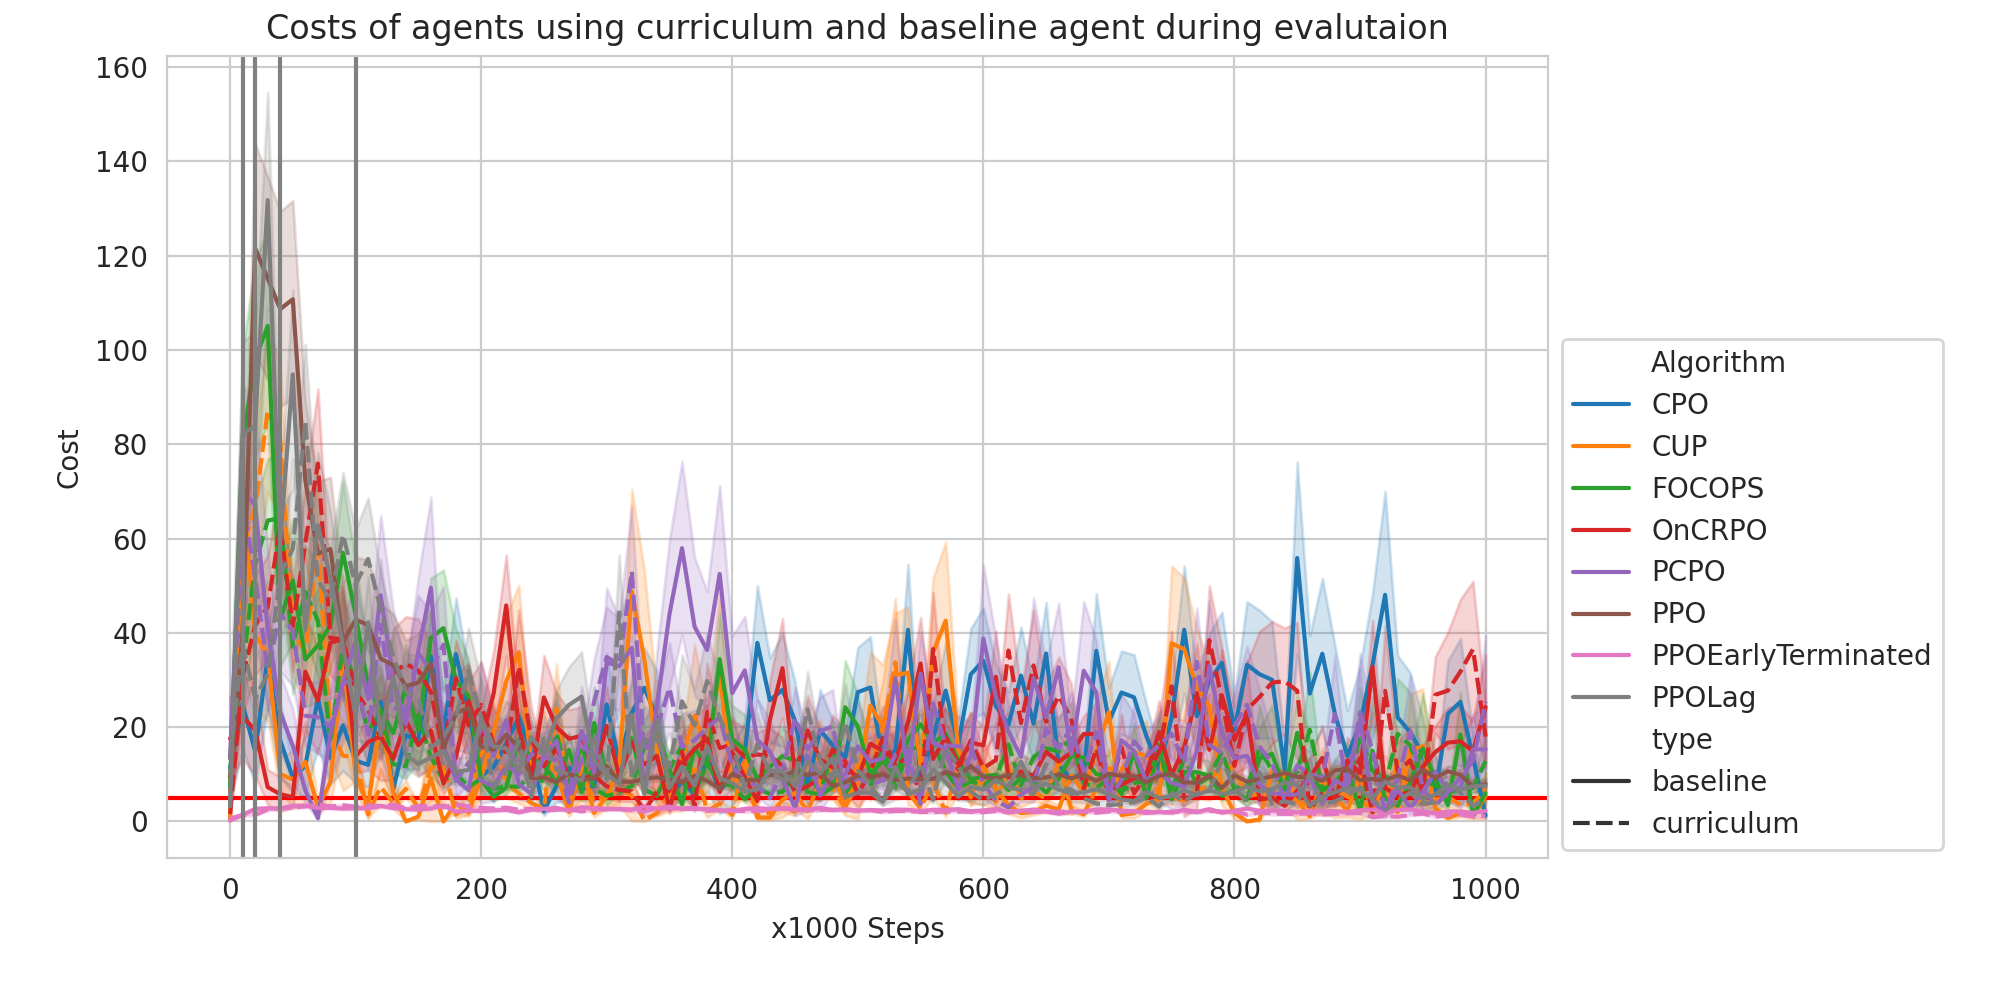 Costs of agents using curriculum and baseline agent during evalutaion
160
140
120
100
80
60
40
20
0
Cost
0 200 400 600 800 1000
x1000 Steps
Algorithm
CPO
CUP
FOCOPS
OnCRPO
PCPO
PPO
PPOEarlyTerminated
PPOLag
type
baseline
curriculum